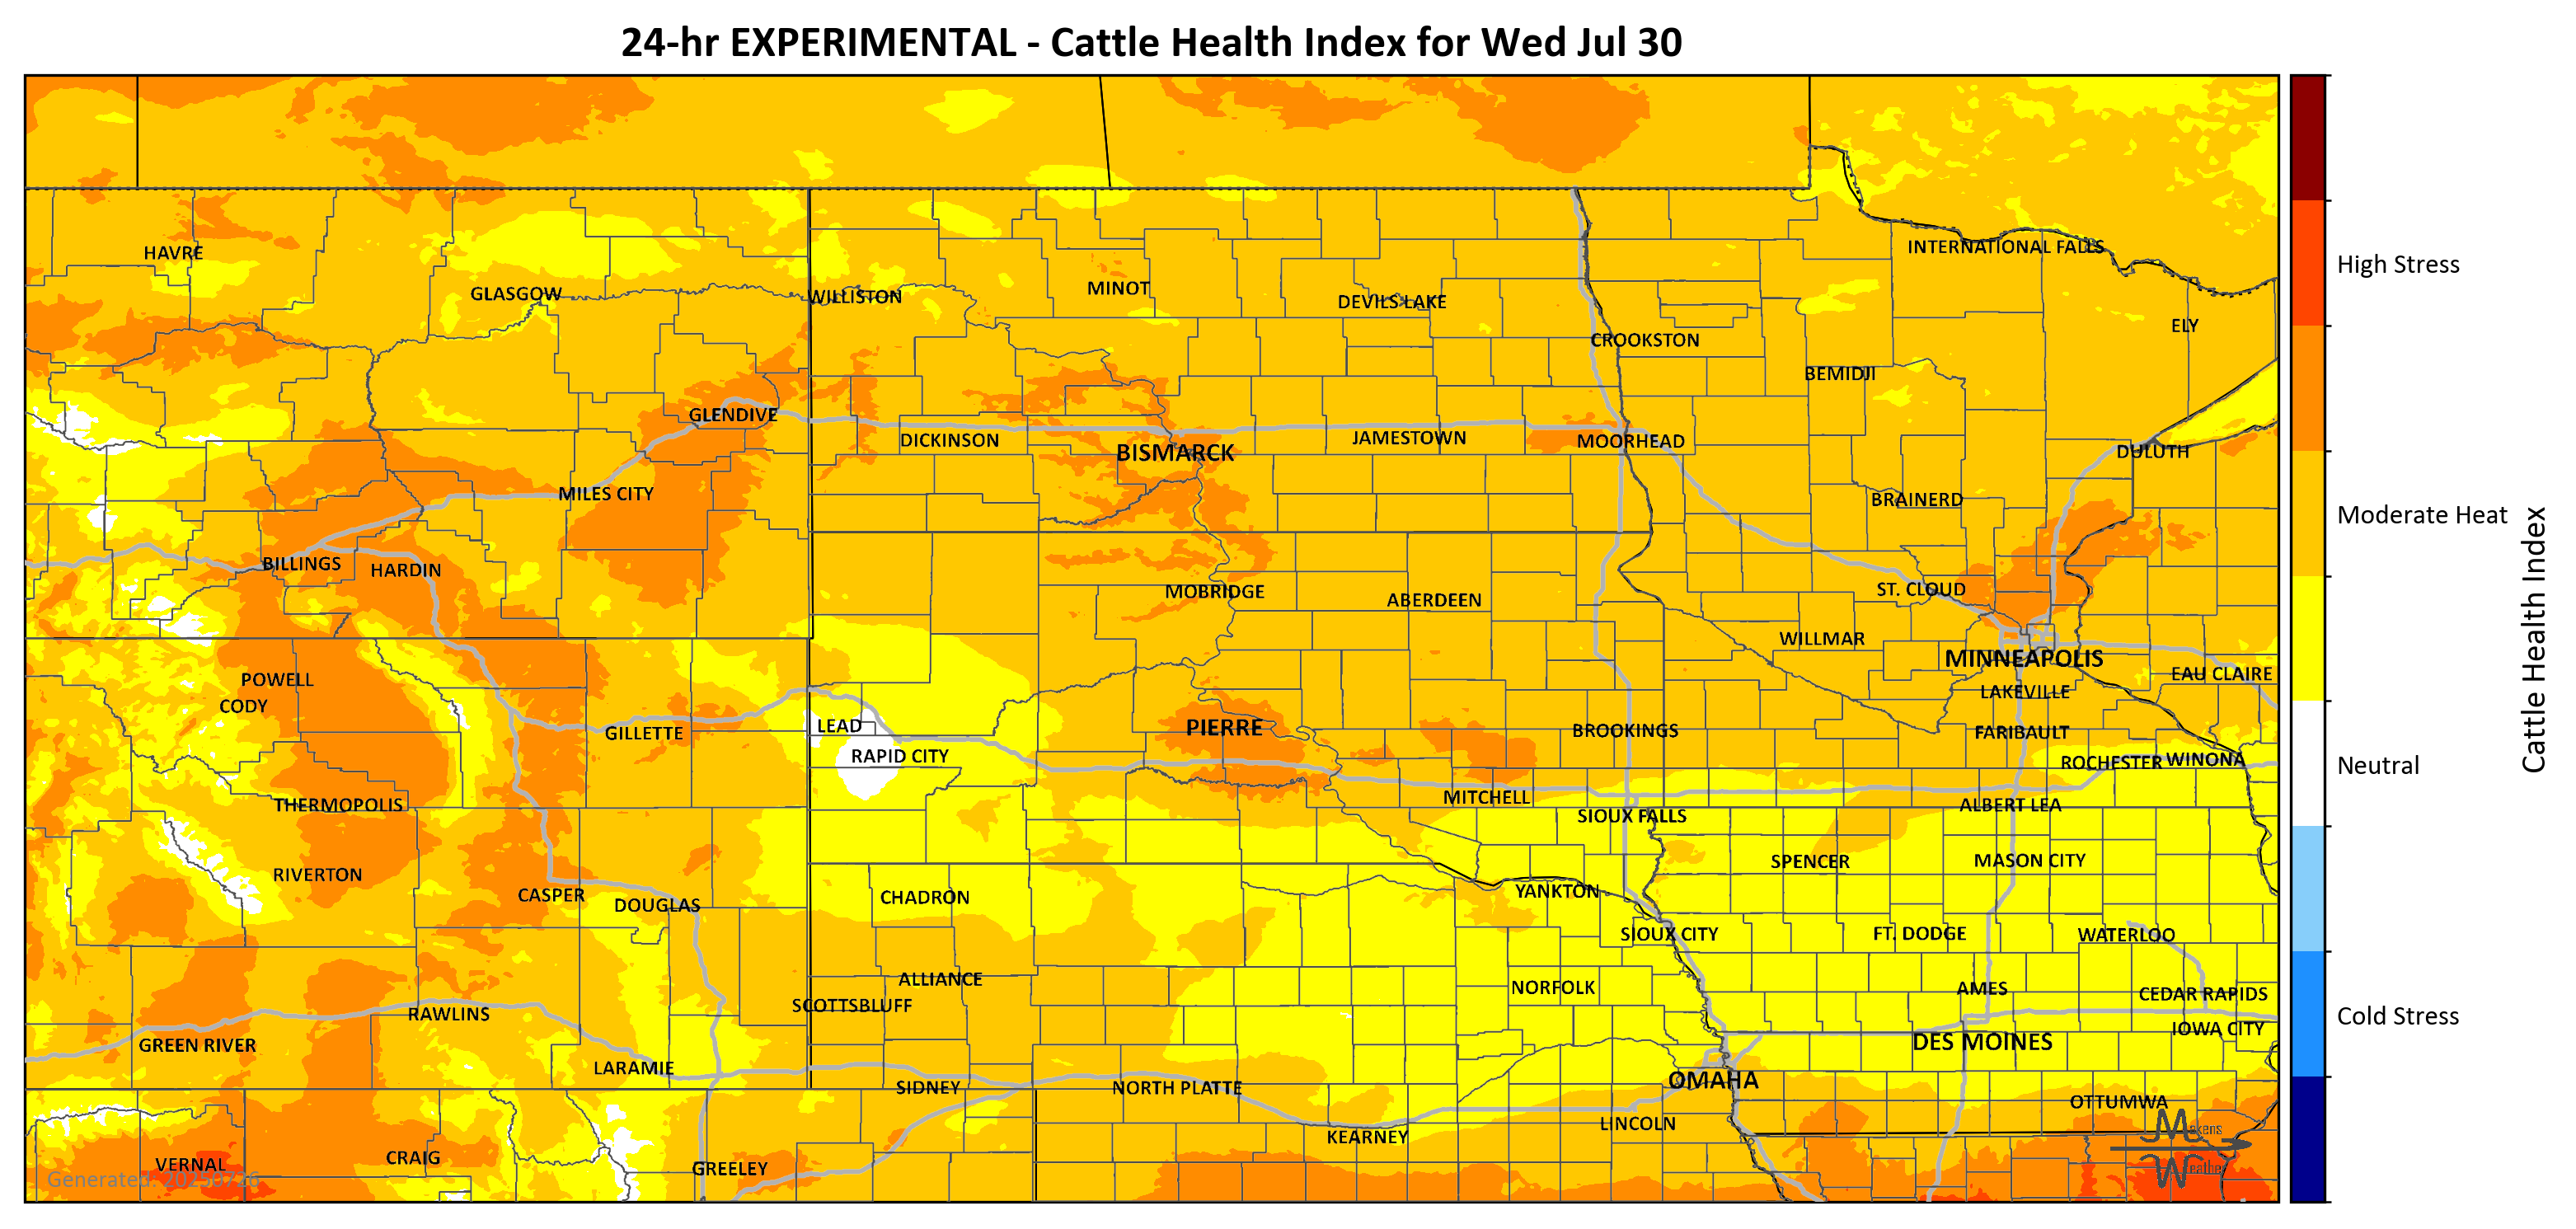 24-hr EXPERIMENTAL - Cattle Health Index for Wed Jul 30
HAVRE
GLASGOW
WILLISTON
MINOT
DEVILS LAKE
INTERNATIONAL FALLS
CROOKSTON
ELY
BEMIDJI
GLENDIVE
DICKINSON
BISMARCK
JAMESTOWN
MOORHEAD
DULUTH
MILES CITY
BRAINERD
BILLINGS
HARDIN
MOBRIDGE
ABERDEEN
ST. CLOUD
WILLMAR
MINNEAPOLIS
EAU CLAIRE
POWELL
CODY
LAKEVILLE
GILLETTE
LEAD
RAPID CITY
PIERRE
BROOKINGS
FARIBAULT
ROCHESTER
WINONA
THERMOPOLIS
MITCHELL
SIOUX FALLS
ALBERT LEA
RIVERTON
SPENCER
MASON CITY
CASPER
DOUGLAS
CHADRON
YANKTON
SIOUX CITY
FT. DODGE
WATERLOO
ALLIANCE
SCOTTSBLUFF
NORFOLK
AMES
CEDAR RAPIDS
RAWLINS
GREEN RIVER
IOWA CITY
DES MOINES
LARAMIE
SIDNEY
NORTH PLATTE
OMAHA
OTTUMWA
LINCOLN
KEARNEY
VERNAL
CRAIG
GREELEY
Generated: 20250726
Makens
Weather
High Stress
Moderate Heat
Neutral
Cold Stress
Cattle Health Index